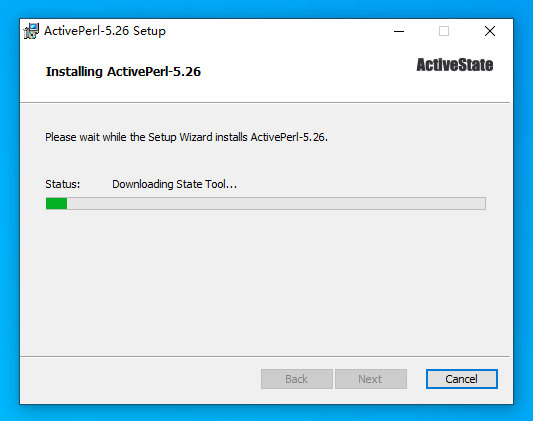 ActivePerl-5.26 Setup
Installing ActivePerl-5.26
ActiveState
Please wait while the Setup Wizard installs ActivePerl-5.26.
Status: Downloading State Tool...
Back Next Cancel